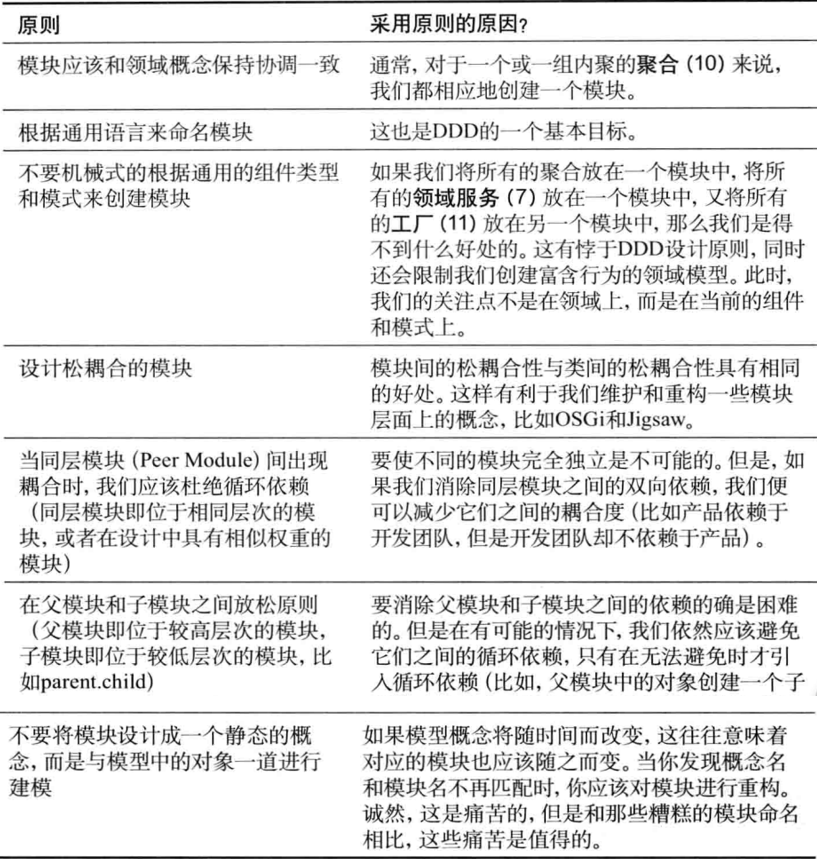 原则
采用原则的原因?
模块应该和领域概念保持协调一致
通常, 对于一个或一组内聚的聚合 (10) 来说,
我们都相应地创建一个模块。
根据通用语言来命名模块
这也是DDD的一个基本目标。
不要机械式的根据通用的组件类型
和模式来创建模块
如果我们将所有的聚合放在一个模块中, 将所
有的领域服务 (7) 放在一个模块中, 又将所有
的工厂 (11) 放在另一个模块中, 那么我们是得
不到什么好处的。这有悖于DDD设计原则, 同时
还会限制我们创建富含行为的领域模型。此时,
我们的关注点不是在领域上, 而是在当前的组件
和模式上。
设计松耦合的模块
模块间的松耦合性与类间的松耦合性具有相同
的好处。这样有利于我们维护和重构一些模块
层面上的概念, 比如OSGi和Jigsaw。
当同层模块 (Peer Module) 间出现
耦合时, 我们应该杜绝循环依赖
(同层模块即位于相同层次的模
块, 或者在设计中具有相似权重的
模块)
要使不同的模块完全独立是不可能的。但是, 如
果我们消除同层模块之间的双向依赖, 我们便
可以减少它们之间的耦合度 (比如产品依赖于
开发团队, 但是开发团队却不依赖于产品) 。
在父模块和子模块之间放松原则
(父模块即位于较高层次的模块,
子模块即位于较低层次的模块, 比
如parent.child)
要消除父模块和子模块之间的依赖的确是困难
的。但是在有可能的情况下, 我们依然应该避免
它们之间的循环依赖, 只有在无法避免时才引
入循环依赖 (比如, 父模块中的对象创建一个子
不要将模块设计成一个静态的概
念, 而是与模型中的对象一道进行
建模
如果模型概念将随时间而改变, 这往往意味着
对应的模块也应该随之而变。当你发现概念名
和模块名不再匹配时, 你应该对模块进行重构。
诚然, 这是痛苦的, 但是和那些糟糕的模块命名
相比, 这些痛苦是值得的。